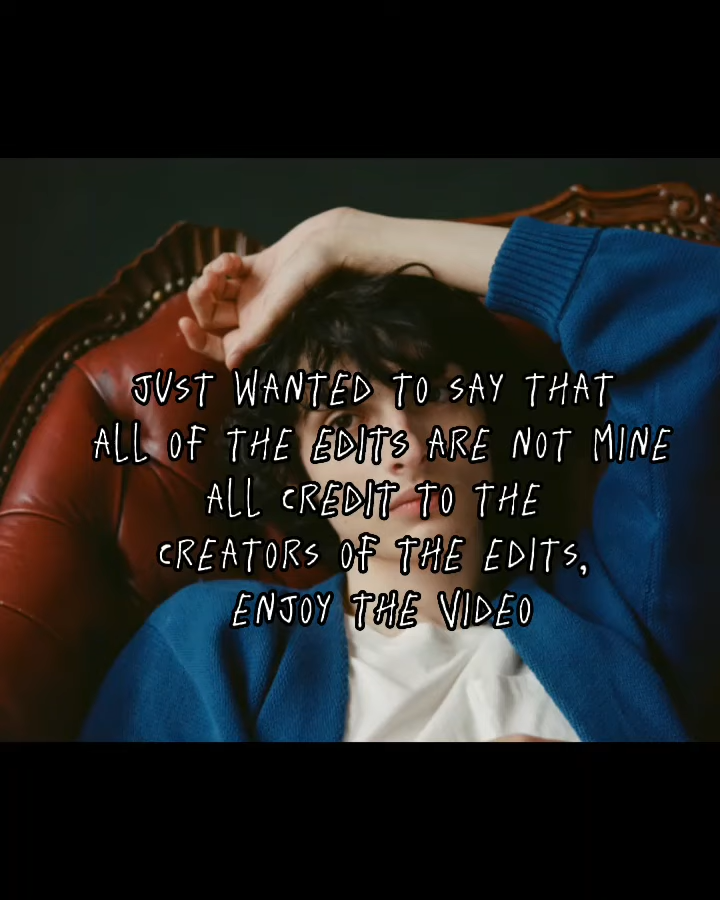 JUST WANTED TO SAY THAT
ALL OF THE EDITS ARE NOT MINE
ALL CREDIT TO THE
CREATORS OF THE EDITS,
ENJOY THE VIDEO